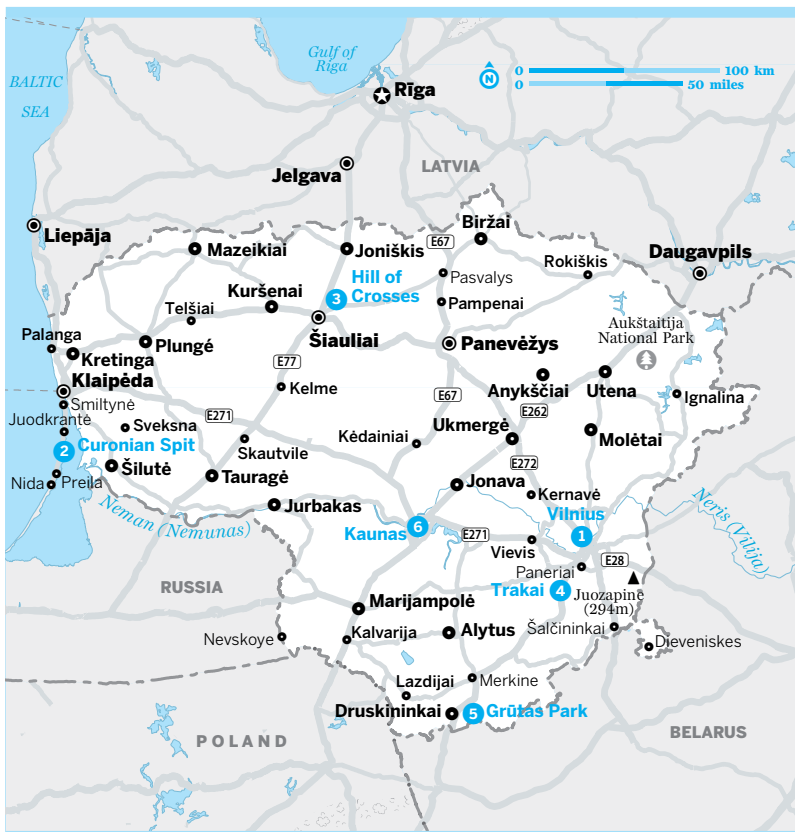 Gulf of
Riga
BALTIC
SEA
N
0
100 km
0
50 miles
Rīga
Jelgava
LATVIA
Liepāja
Biržai
Mazeikiai
Joniškis
E67
Daugavpils
Rokiškis
Hill of
Crosses
3
Pasvalys
Kuršenai
Pampenai
Telšiai
Šiauliai
Aukštaitija
National Park
Palanga
Plungé
Panevėžys
Kretinga
E77
Klaipėda
Kelme
Anykščiai
Utena
Ignalina
Smiltynė
E67
E262
Juodkrantė
E271
Sveksna
Ukmergė
Molėtai
2
Curonian Spit
Skautvile
Kėdainiai
Šilutė
Tauragė
E272
Nida
Preila
Jonava
Kernavė
Neman (Nemunas)
Jurbakas
Vilnius
1
Neris (Vilija)
Kaunas
6
E271
Vievis
E28
Paneriai
RUSSIA
Trakai
4
Juozapinė
(294m)
Marijampolė
Nevskoye
Kalvarija
Alytus
Šalčininkai
Dieveniskes
Lazdijai
Merkine
Druskininkai
5
Grūtas Park
POLAND
BELARUS